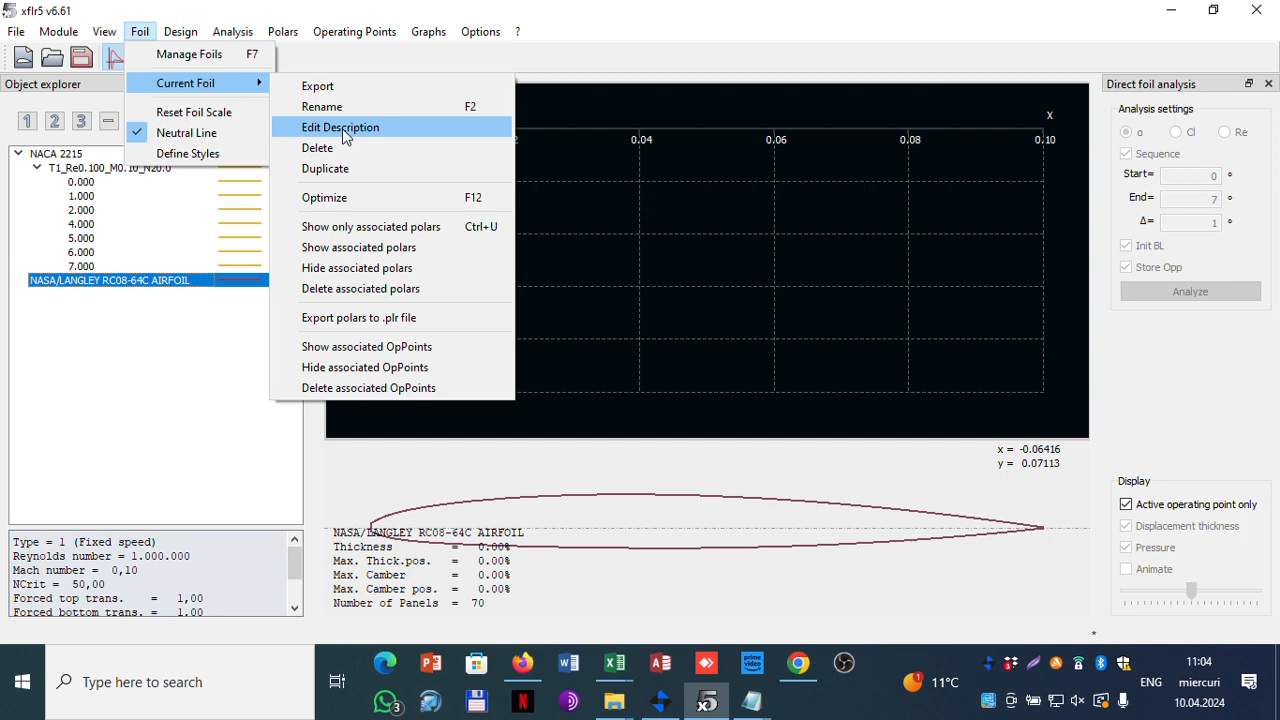 xflr5 v6.61
File Module View Foil Design Analysis Polars Operating Points Graphs Options ?
Manage Foils F7
Current Foil
Reset Foil Scale
Neutral Line
Define Styles
Export
Rename F2
Edit Description
Delete
Duplicate
Optimize F12
Show only associated polars Ctrl+U
Show associated polars
Hide associated polars
Delete associated polars
Export polars to .plr file
Show associated OpPoints
Hide associated OpPoints
Delete associated OpPoints
Object explorer
1 2 3
NACA 2215
T1_Re0.100_M0.10_N20.0
0.000
1.000
2.000
4.000
5.000
6.000
7.000
NASA/LANGLEY RC08-64C AIRFOIL
Type = 1 (Fixed speed)
Reynolds number = 1.000.000
Mach number = 0,10
NCrit = 50,00
Forced top trans. = 1,00
Forced bottom trans. = 1.00
X
2 0.04 0.06 0.08 0.10
x = -0.06416
y = 0.07113
NASA/LANGLEY RC08-64C AIRFOIL
Thickness = 0.00%
Max. Thick.pos. = 0.00%
Max. Camber = 0.00%
Max. Camber pos. = 0.00%
Number of Panels = 70
Direct foil analysis
Analysis settings
α Cl Re
Sequence
Start= 0 °
End= 7 °
Δ= 1 °
Init BL
Store Opp
Analyze
Display
Active operating point only
Displacement thickness
Pressure
Animate
*
Type here to search
3
11°C
1
ENG
11:04
miercuri
10.04.2024